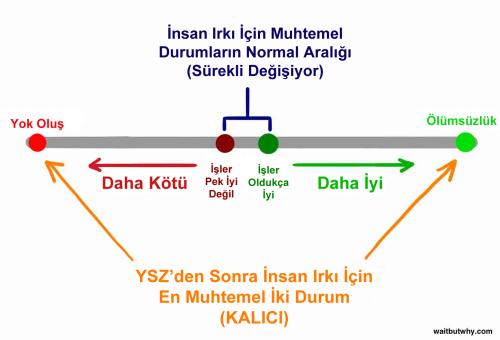 İnsan Irkı İçin Muhtemel
Durumların Normal Aralığı
(Sürekli Değişiyor)
Yok Oluş
Ölümsüzlük
Daha Kötü
İşler
Pek İyi
Değil
İşler
Oldukça
İyi
Daha İyi
YSZ’den Sonra İnsan Irkı İçin
En Muhtemel İki Durum
(KALICI)
waitbutwhy.com